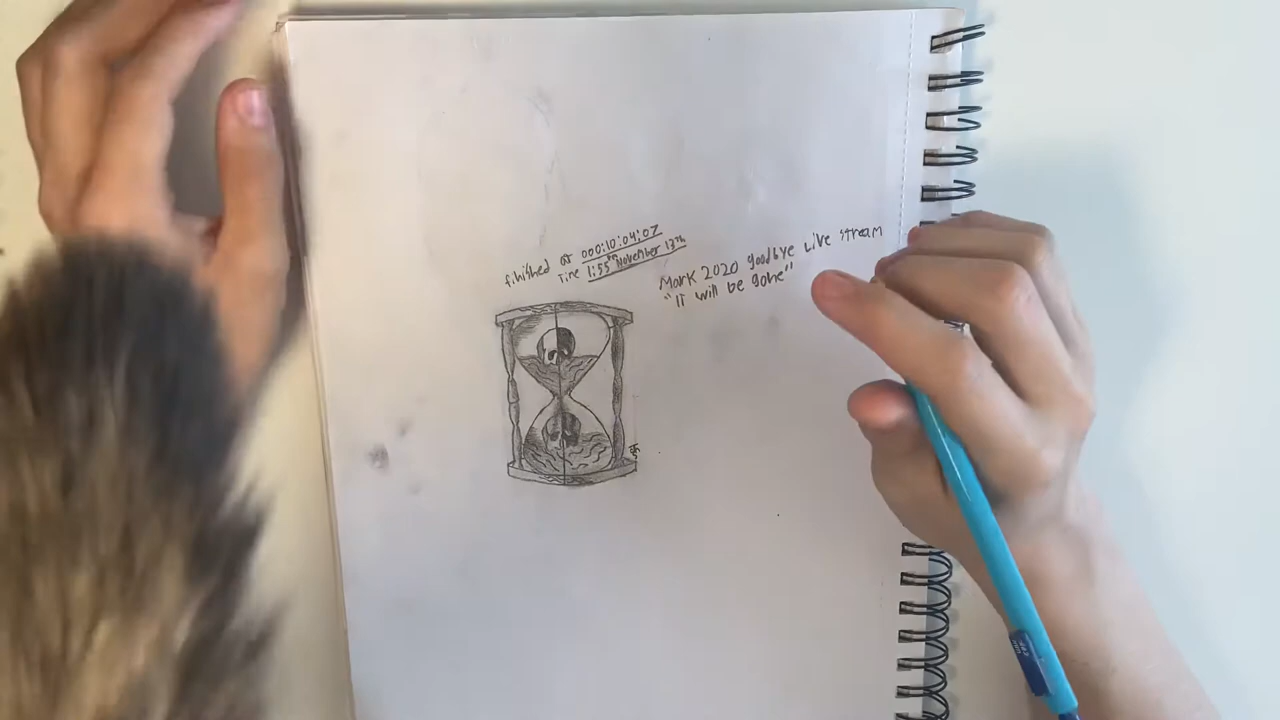 finished at 000:10:04:07
Time 1:55 November 13th
Mark 2020 goodbye Live stream
"IT will be gone"